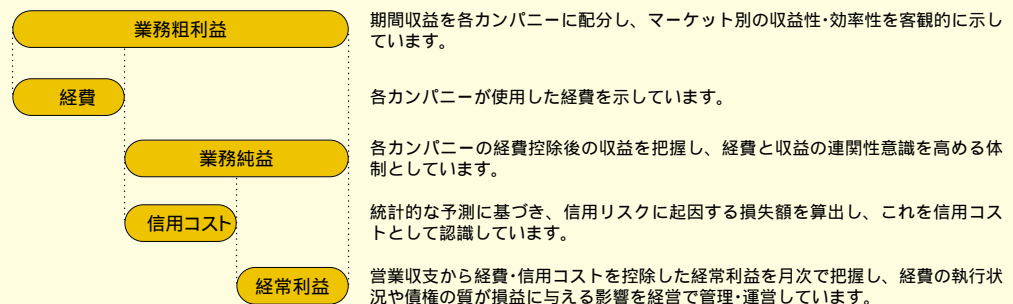 業務粗利益
期間収益を各カンパニーに配分し、マーケット別の収益性・効率性を客観的に示し
ています。
経費
各カンパニーが使用した経費を示しています。
業務純益
各カンパニーの経費控除後の収益を把握し、経費と収益の連関性意識を高める体
制としています。
信用コスト
統計的な予測に基づき、信用リスクに起因する損失額を算出し、これを信用コス
トとして認識しています。
経常利益
営業収支から経費・信用コストを控除した経常利益を月次で把握し、経費の執行状
況や債権の質が損益に与える影響を経営で管理・運営しています。